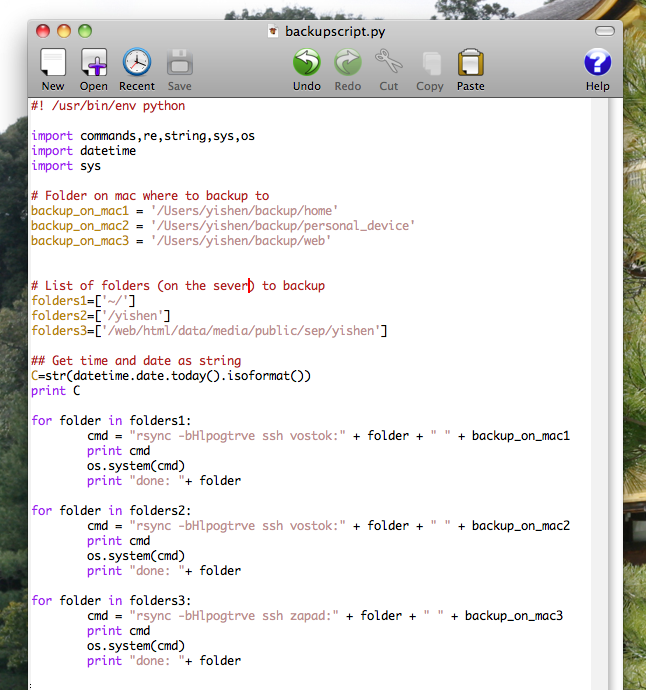 backupscript.py
New Open Recent Save Undo Redo Cut Copy Paste Help
#! /usr/bin/env python
import commands,re,string,sys,os
import datetime
import sys
# Folder on mac where to backup to
backup_on_mac1 = '/Users/yishen/backup/home'
backup_on_mac2 = '/Users/yishen/backup/personal_device'
backup_on_mac3 = '/Users/yishen/backup/web'
# List of folders (on the sever) to backup
folders1=['~/']
folders2=['/yishen']
folders3=['/web/html/data/media/public/sep/yishen']
## Get time and date as string
C=str(datetime.date.today().isoformat())
print C
for folder in folders1:
        cmd = "rsync -bHlpogtrve ssh vostok:" + folder + " " + backup_on_mac1
        print cmd
        os.system(cmd)
        print "done: "+ folder
for folder in folders2:
        cmd = "rsync -bHlpogtrve ssh vostok:" + folder + " " + backup_on_mac2
        print cmd
        os.system(cmd)
        print "done: "+ folder
for folder in folders3:
        cmd = "rsync -bHlpogtrve ssh zapad:" + folder + " " + backup_on_mac3
        print cmd
        os.system(cmd)
        print "done: "+ folder